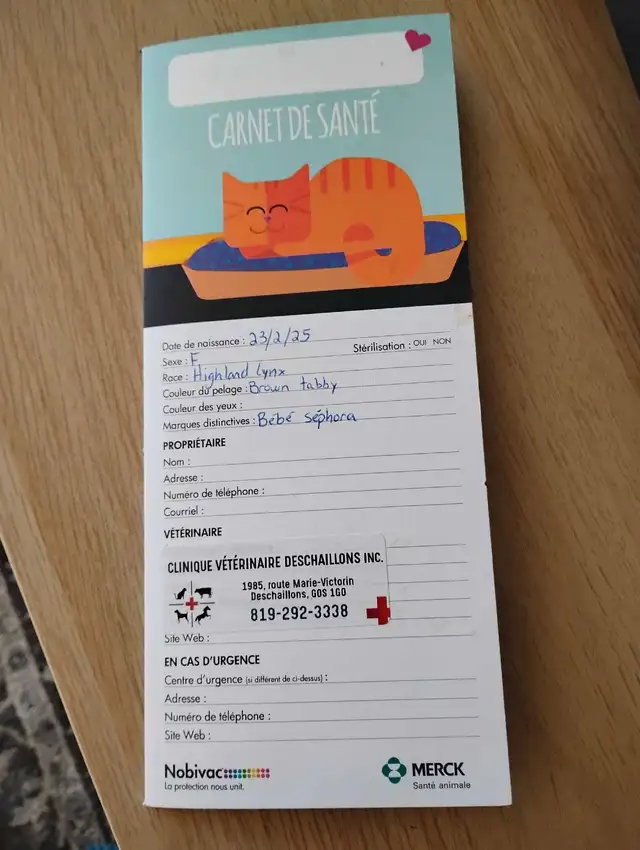 CARNET DE SANTÉ
Date de naissance : 23/2/25
Sexe : F Stérilisation : OUI NON
Race : Highland lynx
Couleur du pelage : Brown tabby
Couleur des yeux :
Marques distinctives : Bébé séphora
PROPRIÉTAIRE
Nom :
Adresse :
Numéro de téléphone :
Courriel :
VÉTÉRINAIRE
CLINIQUE VÉTÉRINAIRE DESCHAILLONS INC.
1985, route Marie-Victorin
Deschaillons, G0S 1G0
819-292-3338
Site Web :
EN CAS D'URGENCE
Centre d'urgence (si différent de ci-dessus) :
Adresse :
Numéro de téléphone :
Site Web :
Nobivac
La protection nous unit.
MERCK
Santé animale